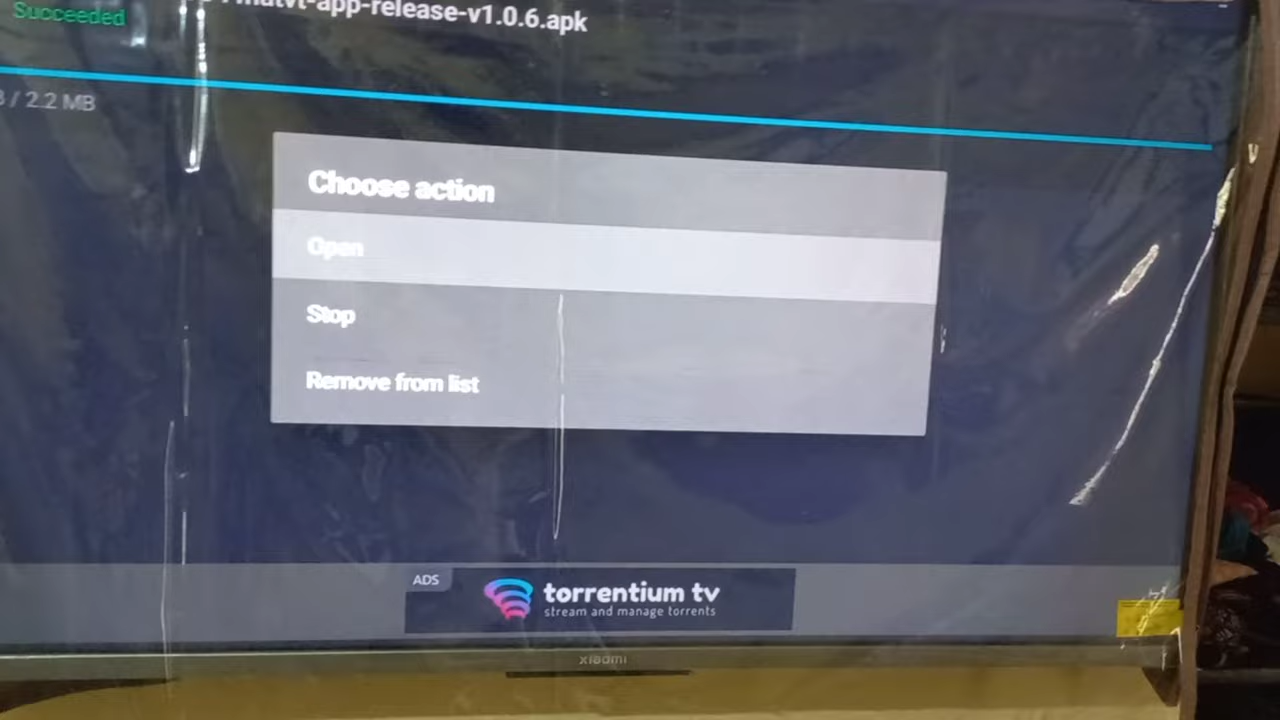 Succeeded
matvt-app-release-v1.0.6.apk
/ 2.2 MB
Choose action
Open
Stop
Remove from list
ADS
torrentium tv
stream and manage torrents
xiaomi